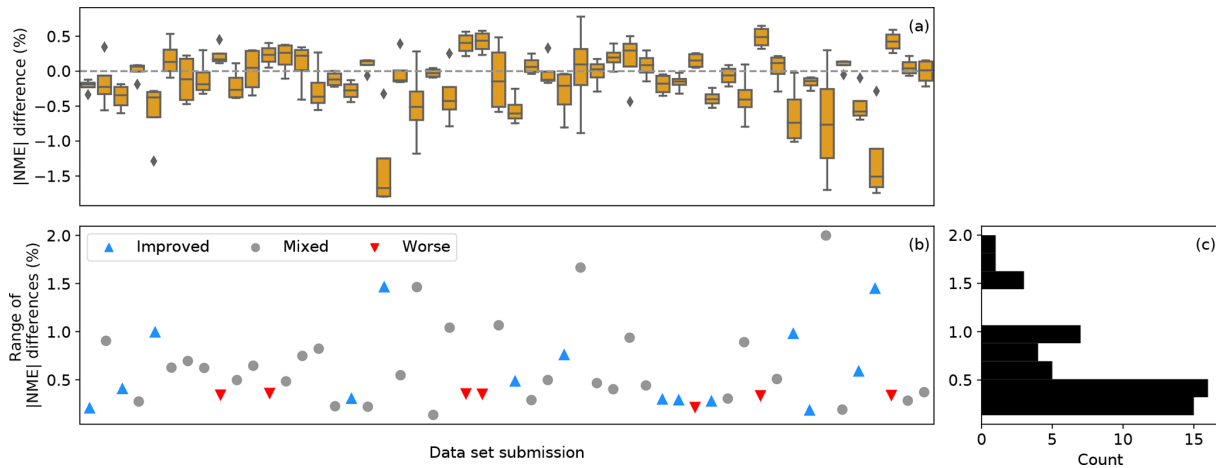 (a)
|NME| difference (%)
0.5
0.0
−0.5
−1.0
−1.5
(b)
Improved Mixed Worse
Range of
|NME| differences (%)
2.0
1.5
1.0
0.5
Data set submission
(c)
2.0
1.5
1.0
0.5
0 5 10 15
Count